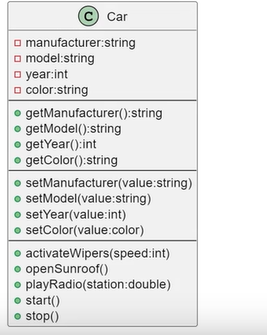 C Car
manufacturer:string
model:string
year:int
color:string
getManufacturer():string
getModel():string
getYear():int
getColor():string
setManufacturer(value:string)
setModel(value:string)
setYear(value:int)
setColor(value:color)
activateWipers(speed:int)
openSunroof()
playRadio(station:double)
start()
stop()